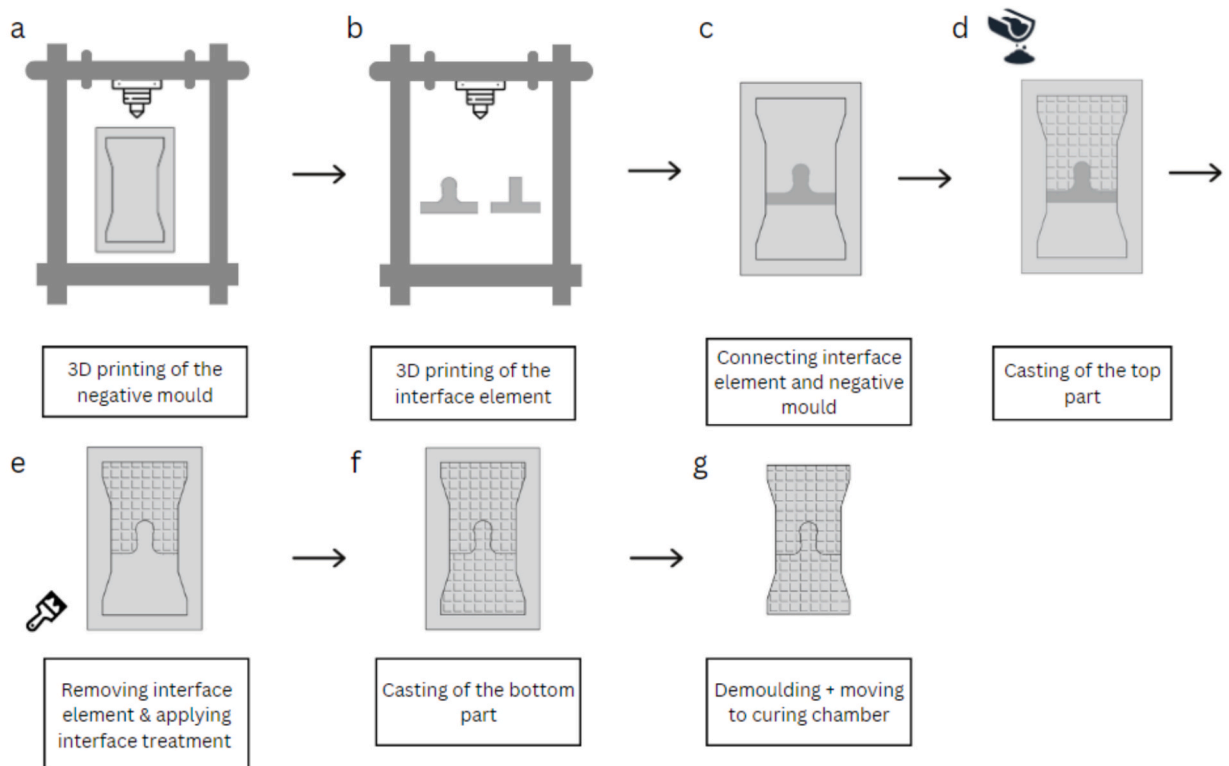 a
b
c
d
3D printing of the
negative mould
3D printing of the
interface element
Connecting interface
element and negative
mould
Casting of the top
part
e
f
g
Removing interface
element & applying
interface treatment
Casting of the bottom
part
Demoulding + moving
to curing chamber